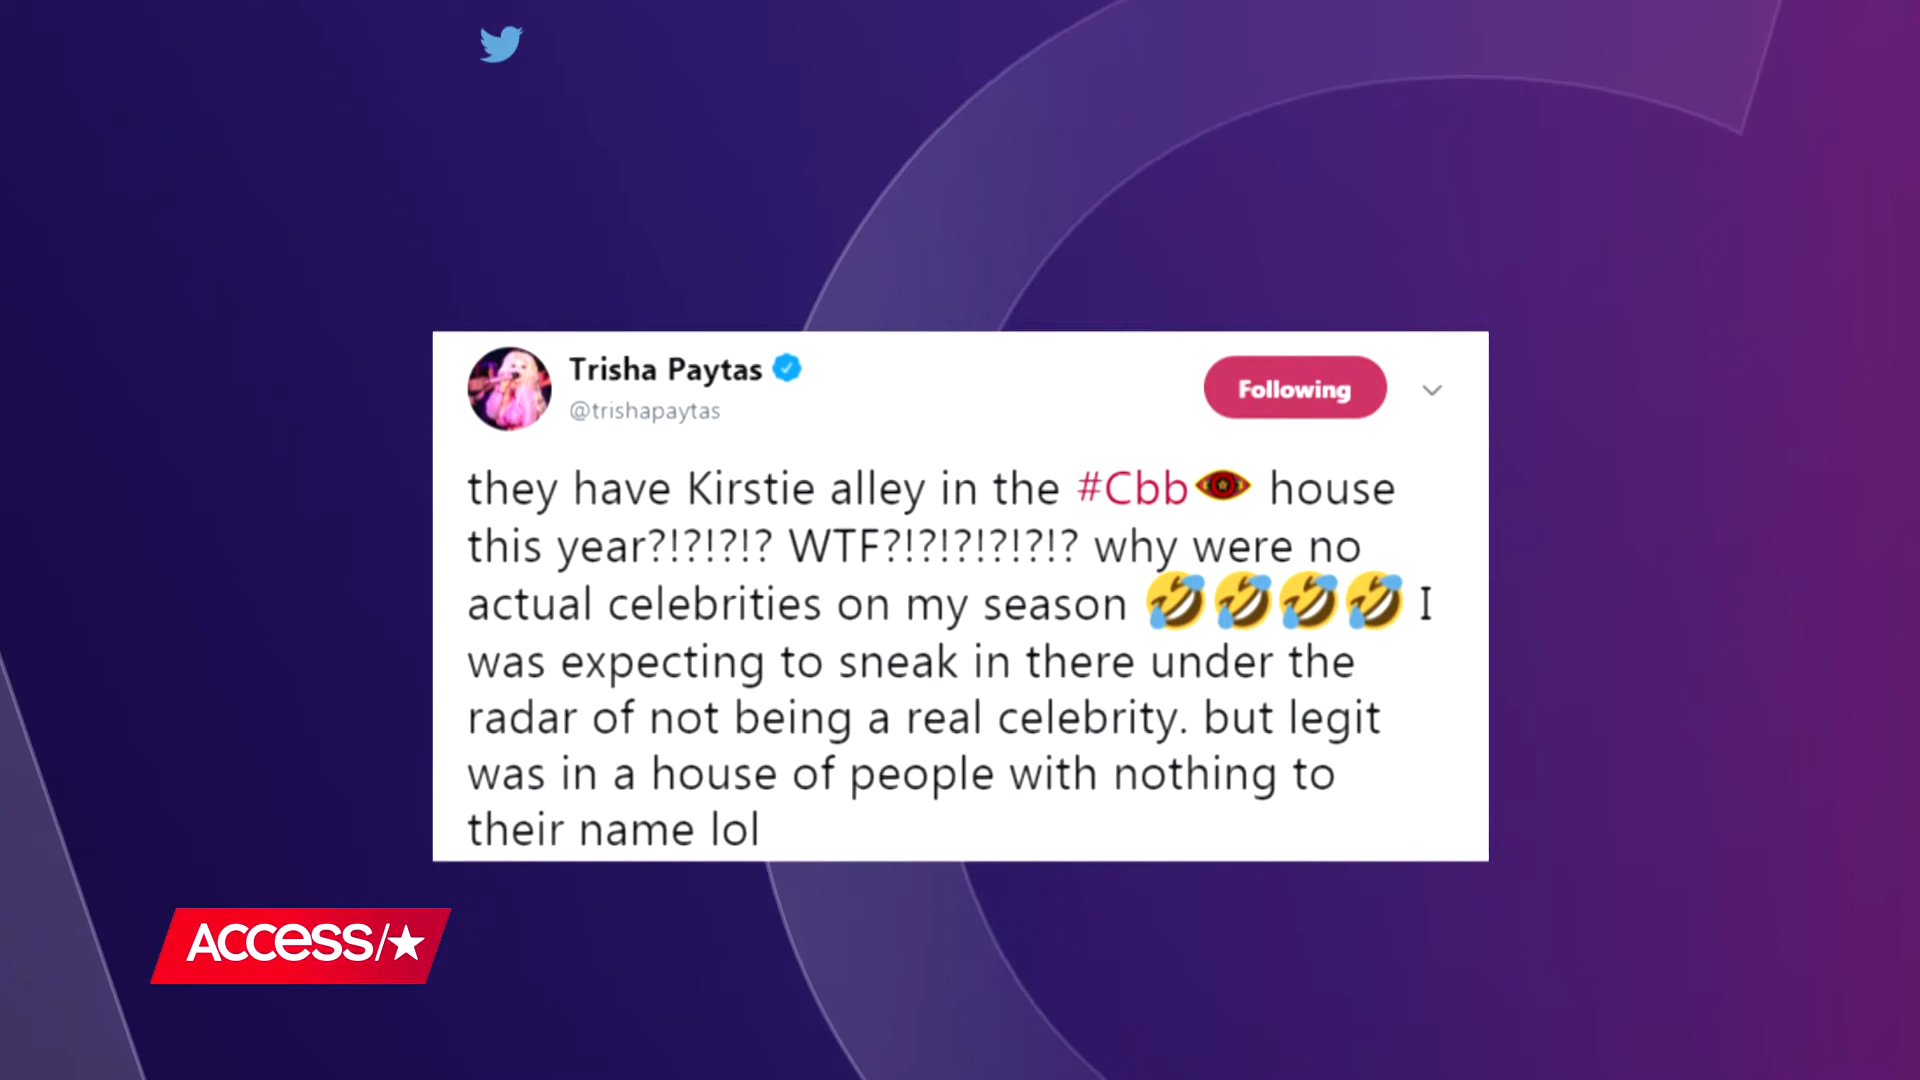 Trisha Paytas
@trishapaytas
Following
they have Kirstie alley in the #Cbb house
this year?!?!?!? WTF?!?!?!?!?!? why were no
actual celebrities on my season 🤣🤣🤣🤣 I
was expecting to sneak in there under the
radar of not being a real celebrity. but legit
was in a house of people with nothing to
their name lol
ACCESS/★